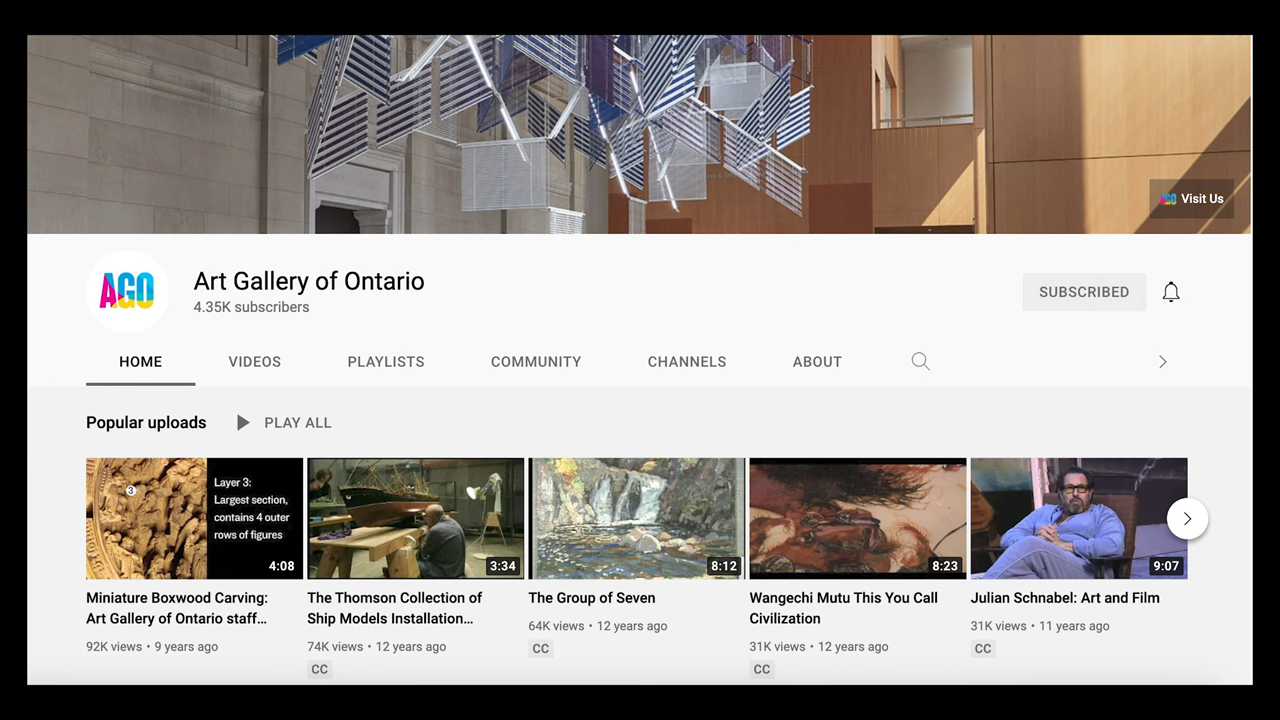 AGO Visit Us
AGO
Art Gallery of Ontario
4.35K subscribers
SUBSCRIBED
HOME VIDEOS PLAYLISTS COMMUNITY CHANNELS ABOUT
Popular uploads PLAY ALL
3
Layer 3:
Largest section,
contains 4 outer
rows of figures
4:08
3:34
8:12
8:23
9:07
Miniature Boxwood Carving:
Art Gallery of Ontario staff...
92K views • 9 years ago
The Thomson Collection of
Ship Models Installation...
74K views • 12 years ago
CC
The Group of Seven
64K views • 12 years ago
CC
Wangechi Mutu This You Call
Civilization
31K views • 12 years ago
CC
Julian Schnabel: Art and Film
31K views • 11 years ago
CC